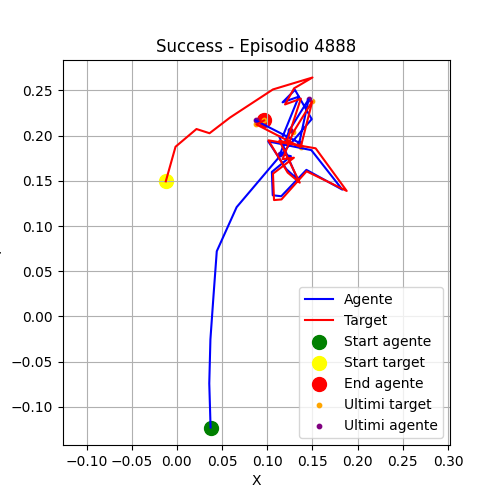 Success - Episodio 4888
0.25
0.20
0.15
0.10
0.05
0.00
−0.05
−0.10
Agente
Target
Start agente
Start target
End agente
Ultimi target
Ultimi agente
−0.10 −0.05 0.00 0.05 0.10 0.15 0.20 0.25 0.30
X